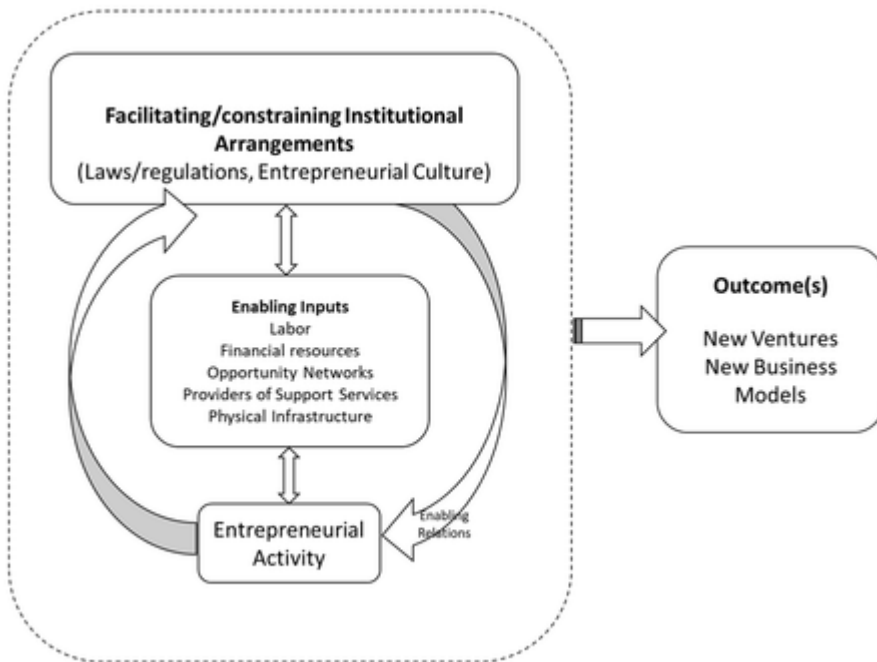 Facilitating/constraining Institutional
Arrangements
(Laws/regulations, Entrepreneurial Culture)
Enabling Inputs
Labor
Financial resources
Opportunity Networks
Providers of Support Services
Physical Infrastructure
Entrepreneurial
Activity
Enabling
Relations
Outcome(s)
New Ventures
New Business
Models